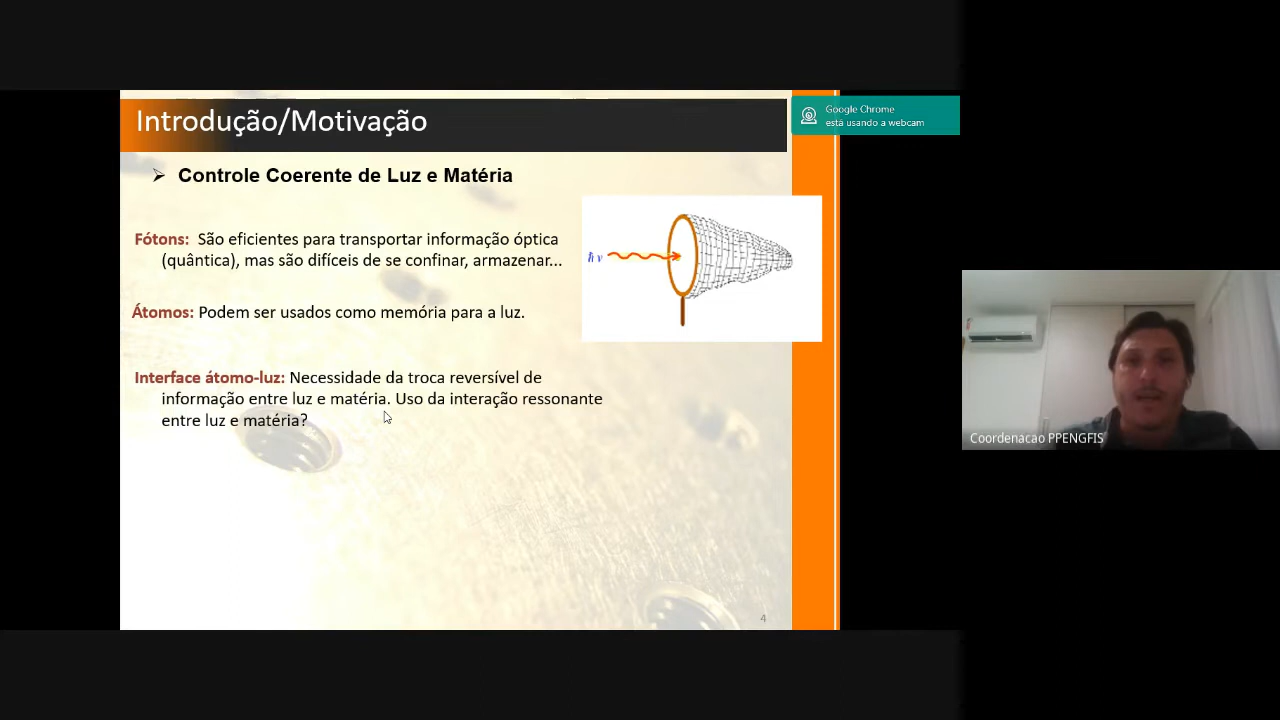 Introdução/Motivação
Google Chrome
está usando a webcam
➢ Controle Coerente de Luz e Matéria
Fótons: São eficientes para transportar informação óptica
(quântica), mas são difíceis de se confinar, armazenar...
ħν
Átomos: Podem ser usados como memória para a luz.
Interface átomo-luz: Necessidade da troca reversível de
informação entre luz e matéria. Uso da interação ressonante
entre luz e matéria?
Coordenacao PPENGFIS
4